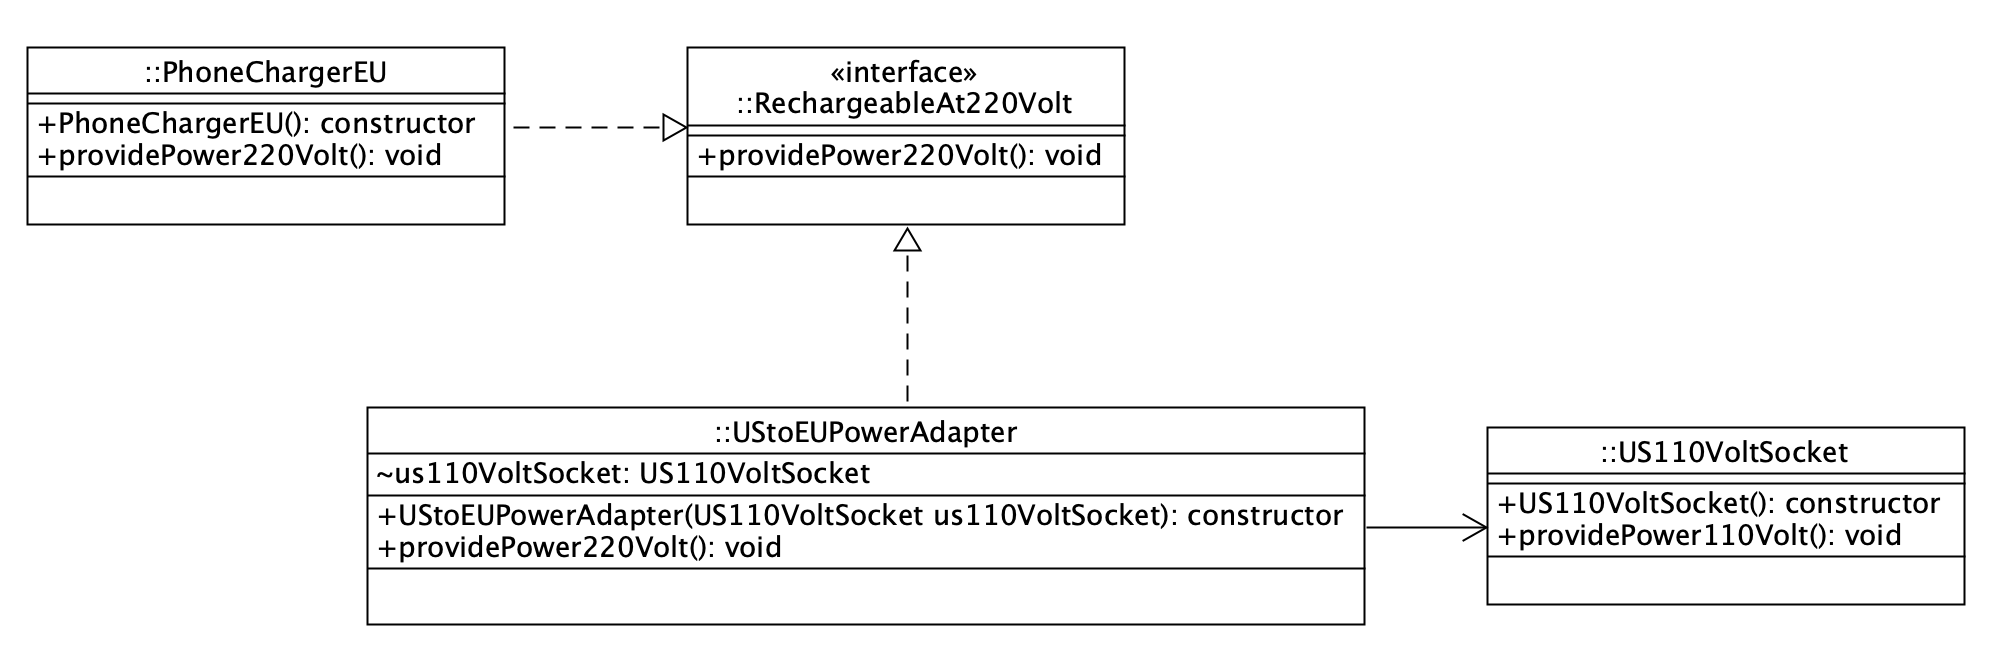 ::PhoneChargerEU
+PhoneChargerEU(): constructor
+providePower220Volt(): void
«interface»
::RechargeableAt220Volt
+providePower220Volt(): void
::UStoEUPowerAdapter
~us110VoltSocket: US110VoltSocket
+UStoEUPowerAdapter(US110VoltSocket us110VoltSocket): constructor
+providePower220Volt(): void
::US110VoltSocket
+US110VoltSocket(): constructor
+providePower110Volt(): void